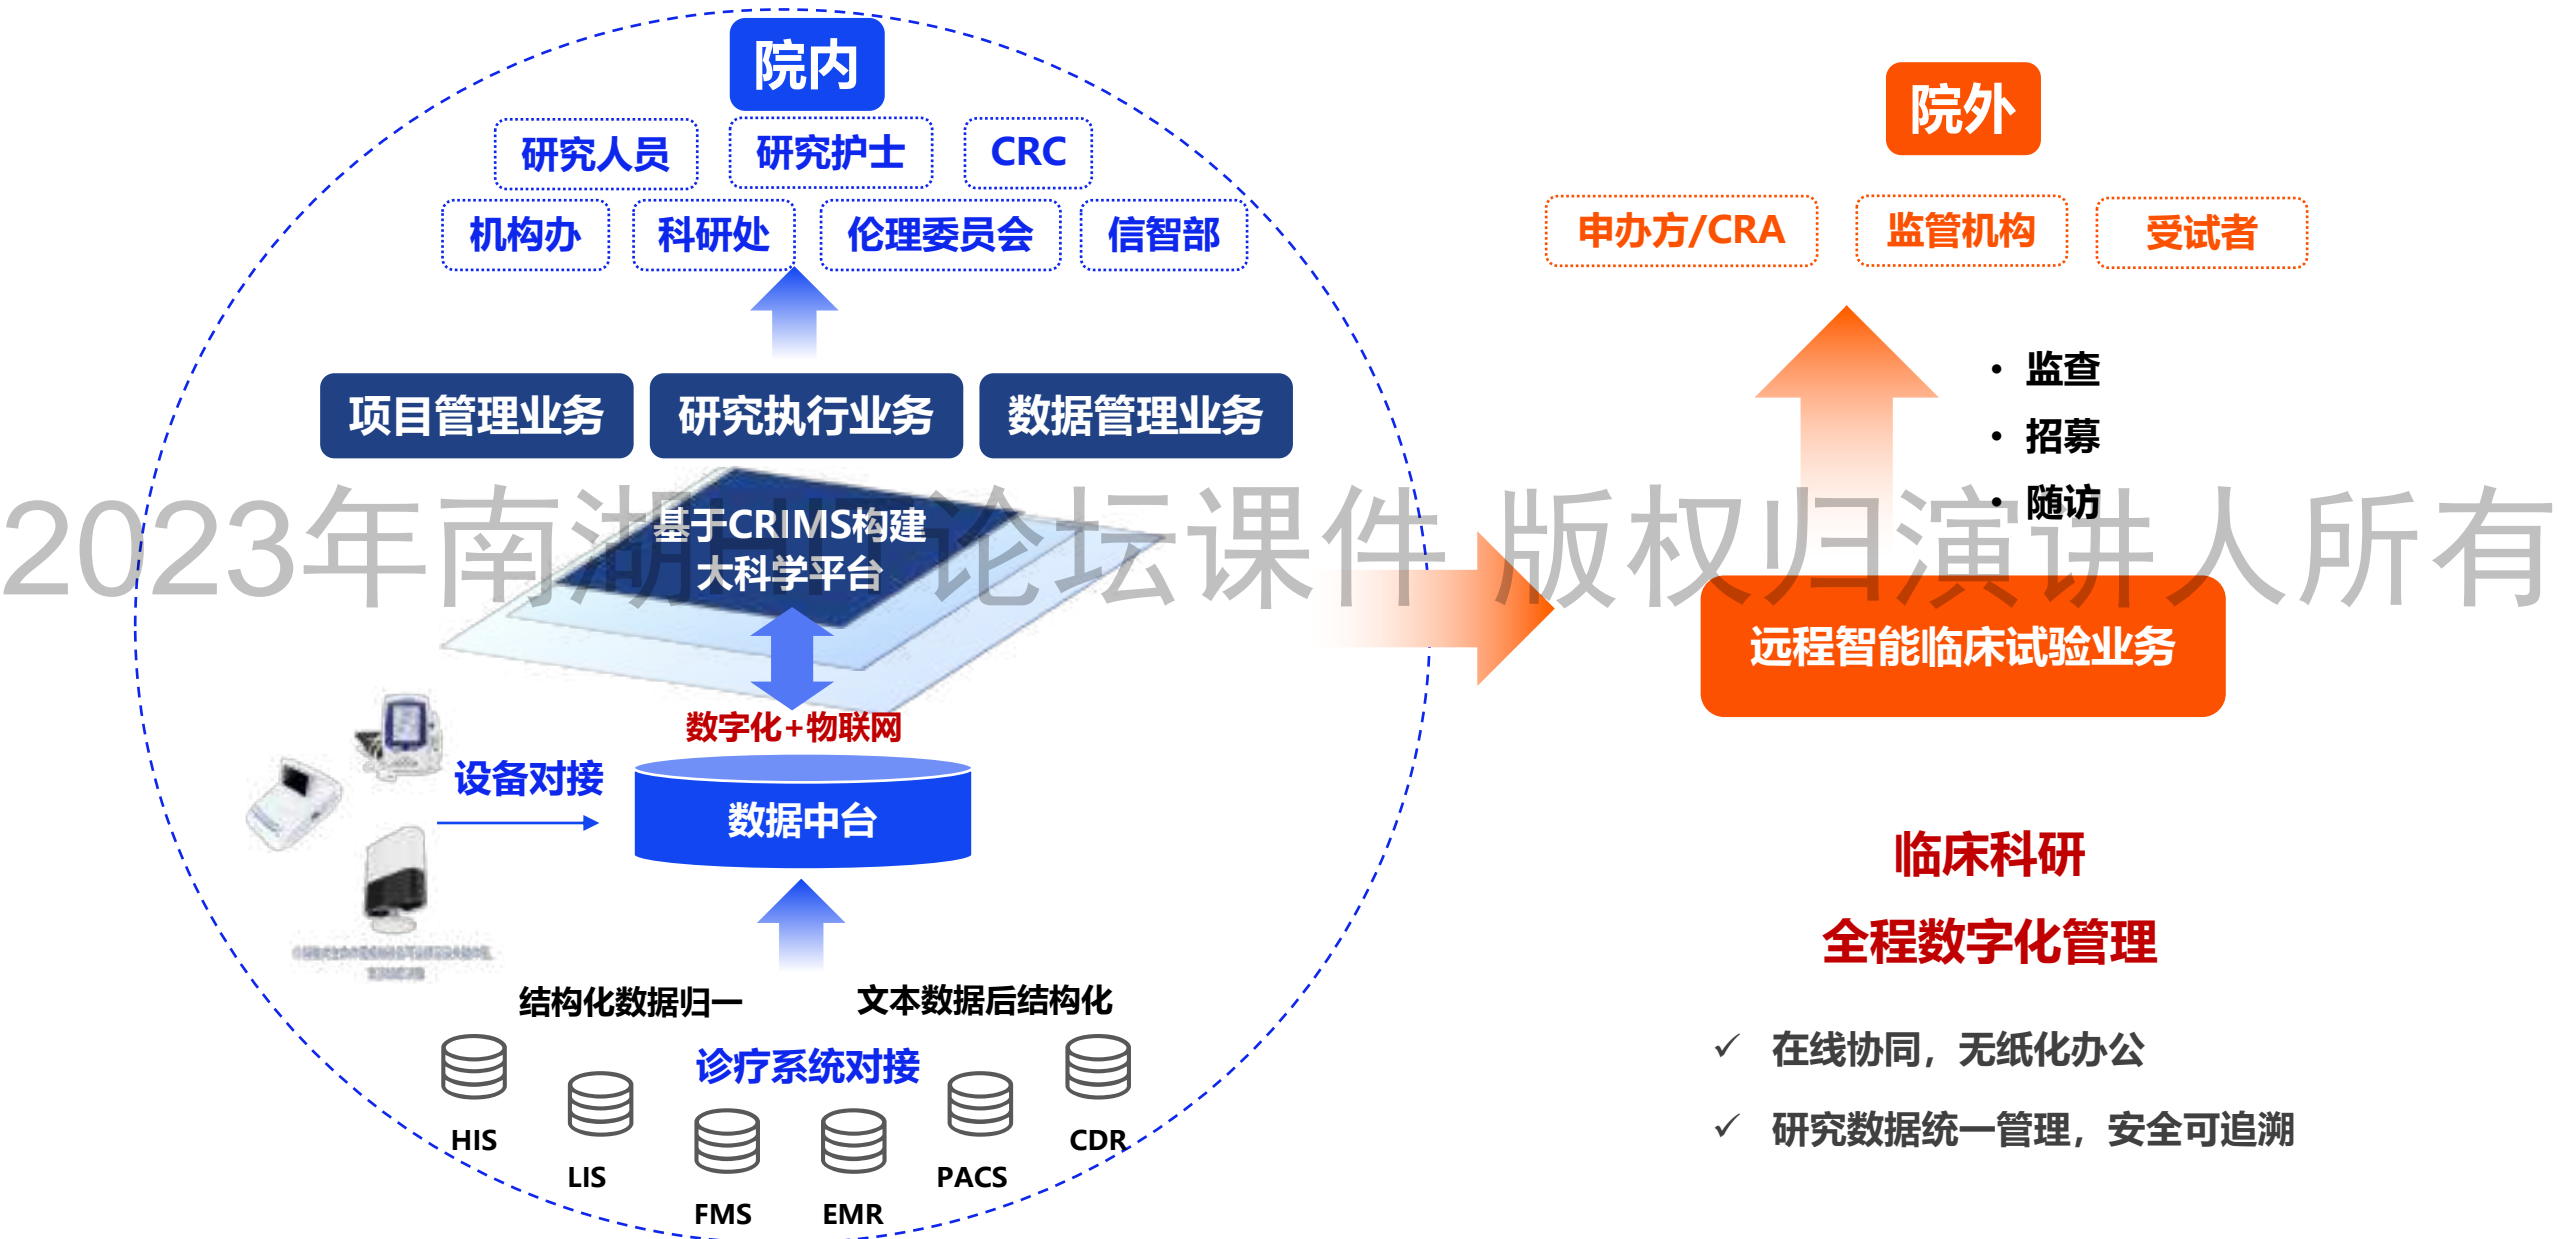 院内
研究人员
研究护士
CRC
机构办
科研处
伦理委员会
信智部
项目管理业务
研究执行业务
数据管理业务
基于CRIMS构建
大科学平台
数字化+物联网
设备对接
数据中台
结构化数据归一
文本数据后结构化
诊疗系统对接
HIS
LIS
FMS
EMR
PACS
CDR
院外
申办方/CRA
监管机构
受试者
• 监查
• 招募
• 随访
远程智能临床试验业务
临床科研
全程数字化管理
✓ 在线协同，无纸化办公
✓ 研究数据统一管理，安全可追溯
2023年南湖HIT论坛课件 版权归演讲人所有